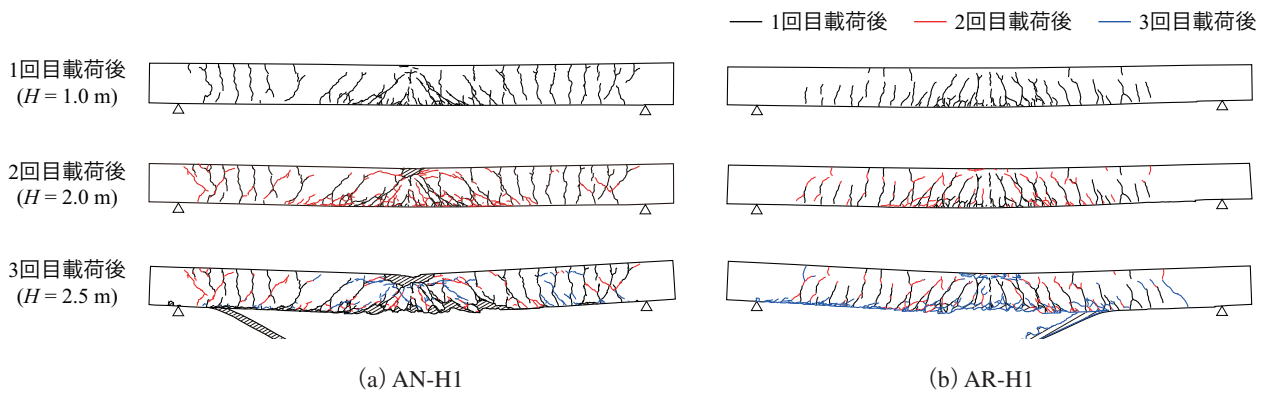 1回目載荷後 2回目載荷後 3回目載荷後
1回目載荷後
(H = 1.0 m)
2回目載荷後
(H = 2.0 m)
3回目載荷後
(H = 2.5 m)
(a) AN-H1
(b) AR-H1